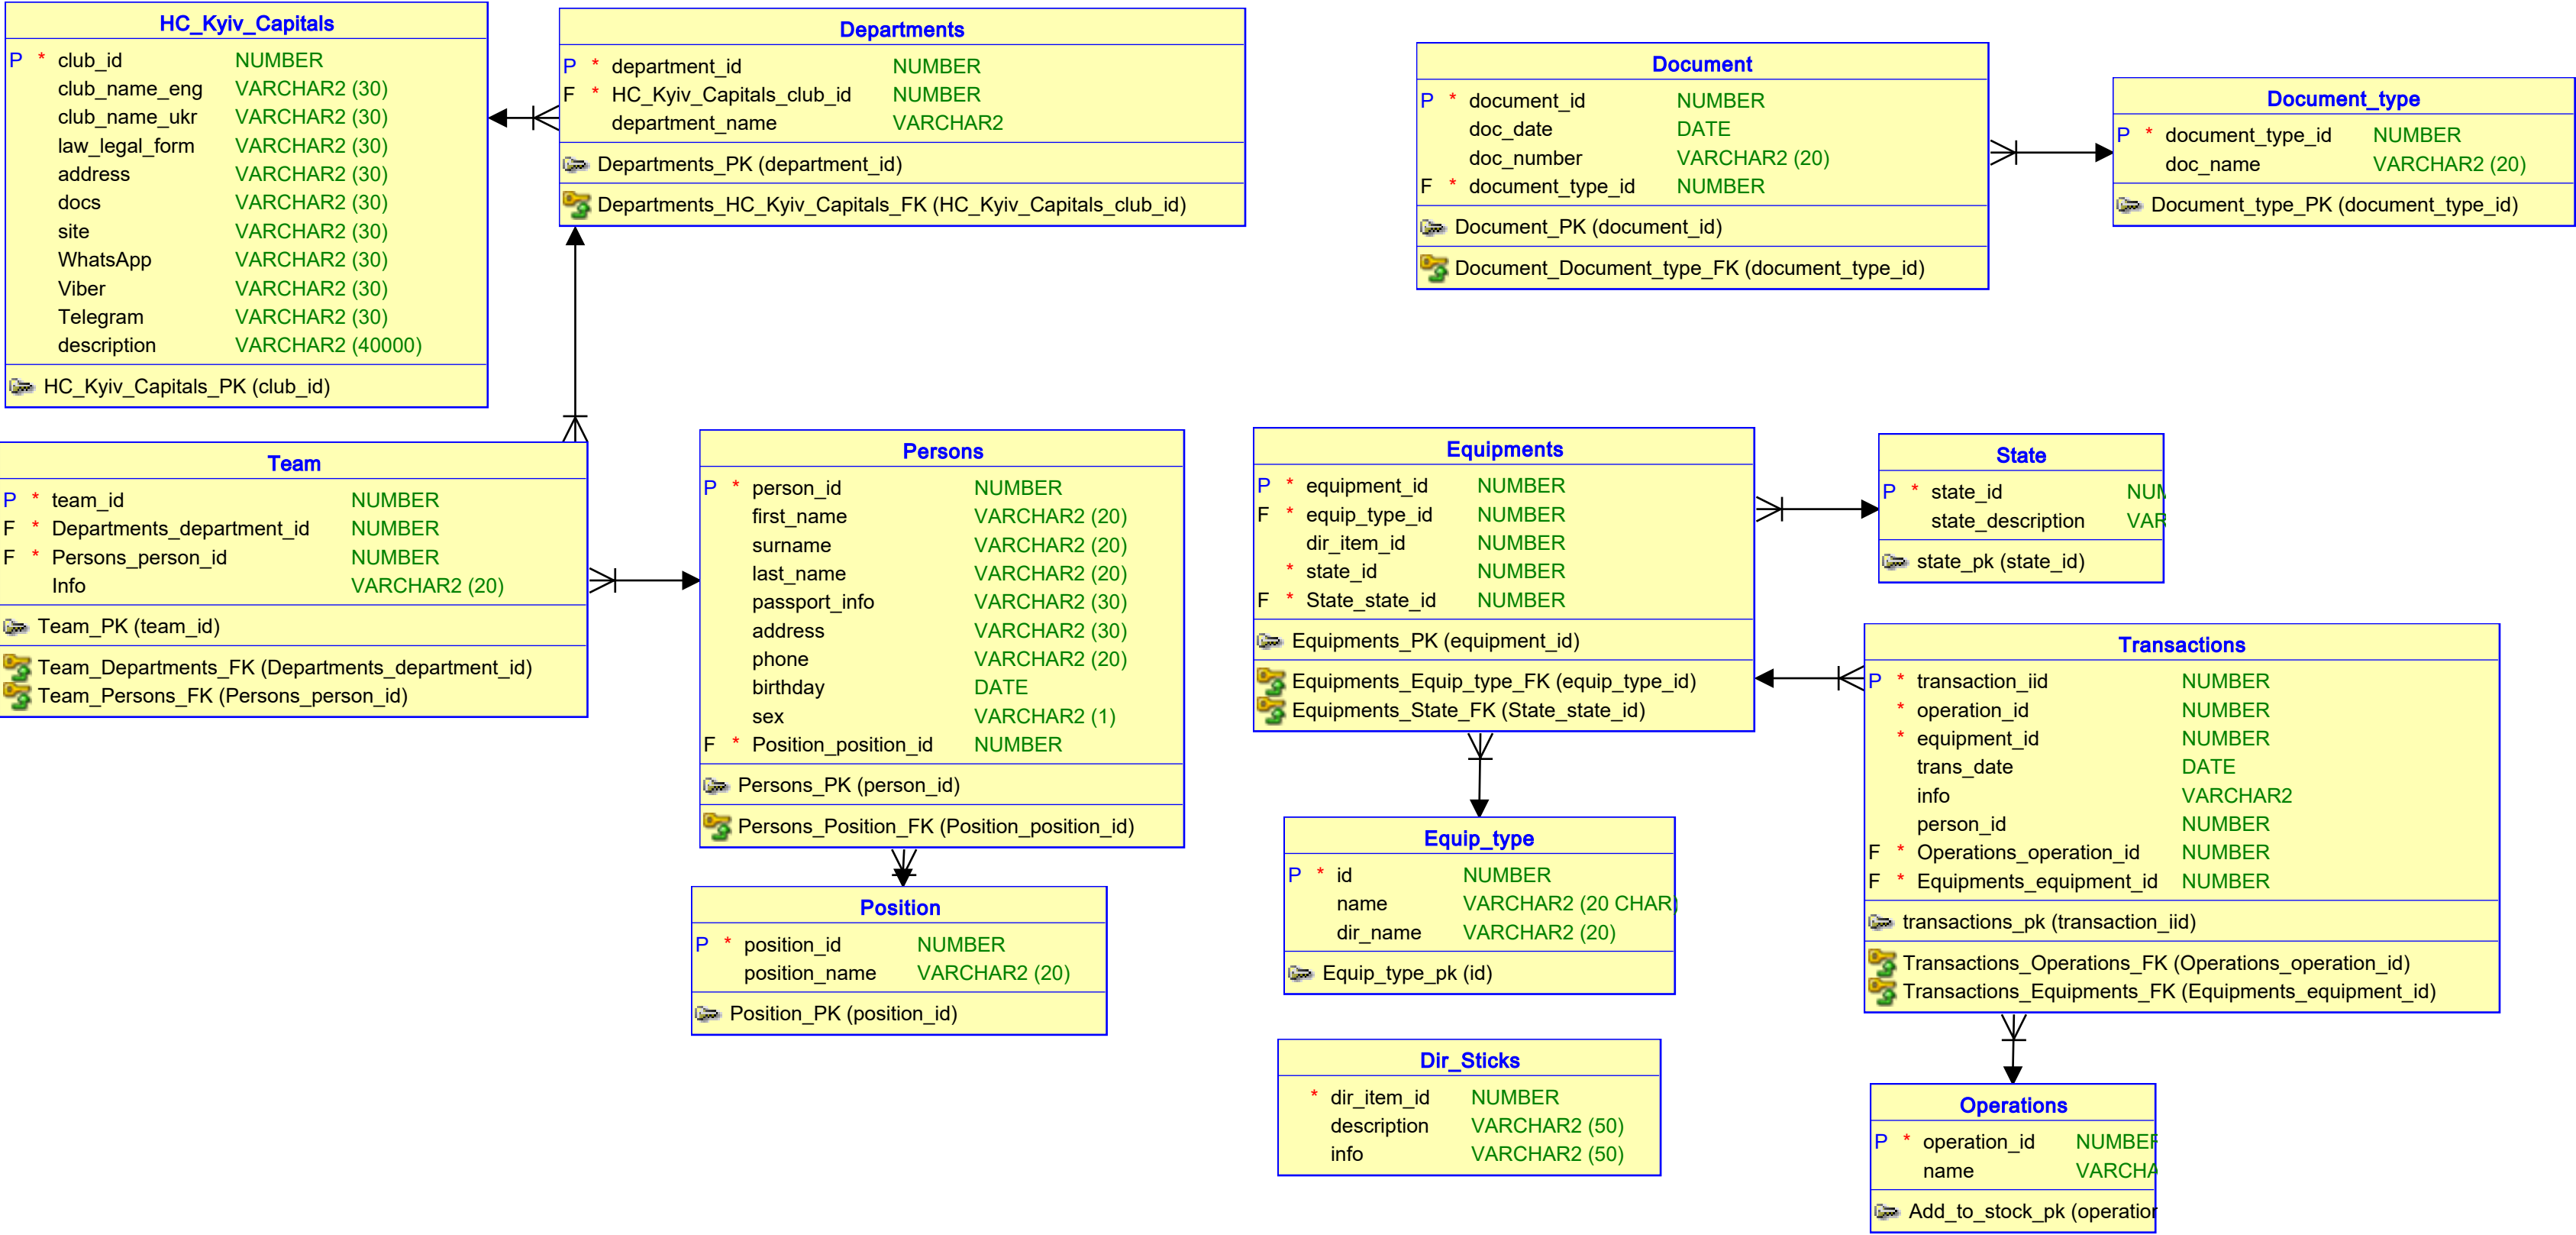 HC_Kyiv_Capitals
P * club_id NUMBER
club_name_eng VARCHAR2 (30)
club_name_ukr VARCHAR2 (30)
law_legal_form VARCHAR2 (30)
address VARCHAR2 (30)
docs VARCHAR2 (30)
site VARCHAR2 (30)
WhatsApp VARCHAR2 (30)
Viber VARCHAR2 (30)
Telegram VARCHAR2 (30)
description VARCHAR2 (40000)
HC_Kyiv_Capitals_PK (club_id)
Departments
P * department_id NUMBER
F * HC_Kyiv_Capitals_club_id NUMBER
department_name VARCHAR2
Departments_PK (department_id)
Departments_HC_Kyiv_Capitals_FK (HC_Kyiv_Capitals_club_id)
Document
P * document_id NUMBER
doc_date DATE
doc_number VARCHAR2 (20)
F * document_type_id NUMBER
Document_PK (document_id)
Document_Document_type_FK (document_type_id)
Document_type
P * document_type_id NUMBER
doc_name VARCHAR2 (20)
Document_type_PK (document_type_id)
Team
P * team_id NUMBER
F * Departments_department_id NUMBER
F * Persons_person_id NUMBER
Info VARCHAR2 (20)
Team_PK (team_id)
Team_Departments_FK (Departments_department_id)
Team_Persons_FK (Persons_person_id)
Persons
P * person_id NUMBER
first_name VARCHAR2 (20)
surname VARCHAR2 (20)
last_name VARCHAR2 (20)
passport_info VARCHAR2 (30)
address VARCHAR2 (30)
phone VARCHAR2 (20)
birthday DATE
sex VARCHAR2 (1)
F * Position_position_id NUMBER
Persons_PK (person_id)
Persons_Position_FK (Position_position_id)
Position
P * position_id NUMBER
position_name VARCHAR2 (20)
Position_PK (position_id)
Equipments
P * equipment_id NUMBER
F * equip_type_id NUMBER
dir_item_id NUMBER
* state_id NUMBER
F * State_state_id NUMBER
Equipments_PK (equipment_id)
Equipments_Equip_type_FK (equip_type_id)
Equipments_State_FK (State_state_id)
State
P * state_id NUM
state_description VAR
state_pk (state_id)
Transactions
P * transaction_iid NUMBER
* operation_id NUMBER
* equipment_id NUMBER
trans_date DATE
info VARCHAR2
person_id NUMBER
F * Operations_operation_id NUMBER
F * Equipments_equipment_id NUMBER
transactions_pk (transaction_iid)
Transactions_Operations_FK (Operations_operation_id)
Transactions_Equipments_FK (Equipments_equipment_id)
Equip_type
P * id NUMBER
name VARCHAR2 (20 CHAR)
dir_name VARCHAR2 (20)
Equip_type_pk (id)
Dir_Sticks
* dir_item_id NUMBER
description VARCHAR2 (50)
info VARCHAR2 (50)
Operations
P * operation_id NUMBER
name VARCHA
Add_to_stock_pk (operation